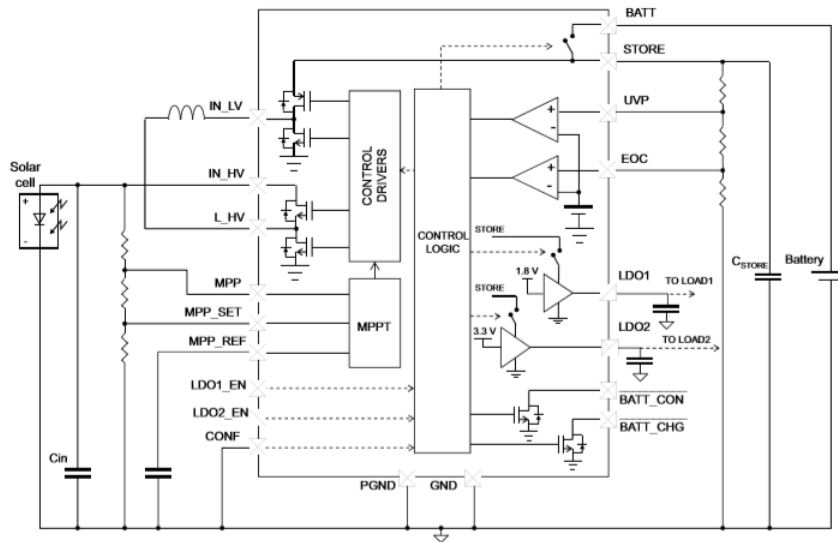 BATT
STORE
IN_LV
UVP
Solar
cell
+
-
IN_HV
EOC
L_HV
CONTROL
DRIVERS
CONTROL
LOGIC
+
-
+
-
STORE
1.8 V
LDO1
TO LOAD1
CSTORE
Battery
MPP
MPP_SET
MPP_REF
MPPT
STORE
3.3 V
LDO2
TO LOAD2
LDO1_EN
LDO2_EN
CONF
BATT_CON
BATT_CHG
Cin
PGND
GND